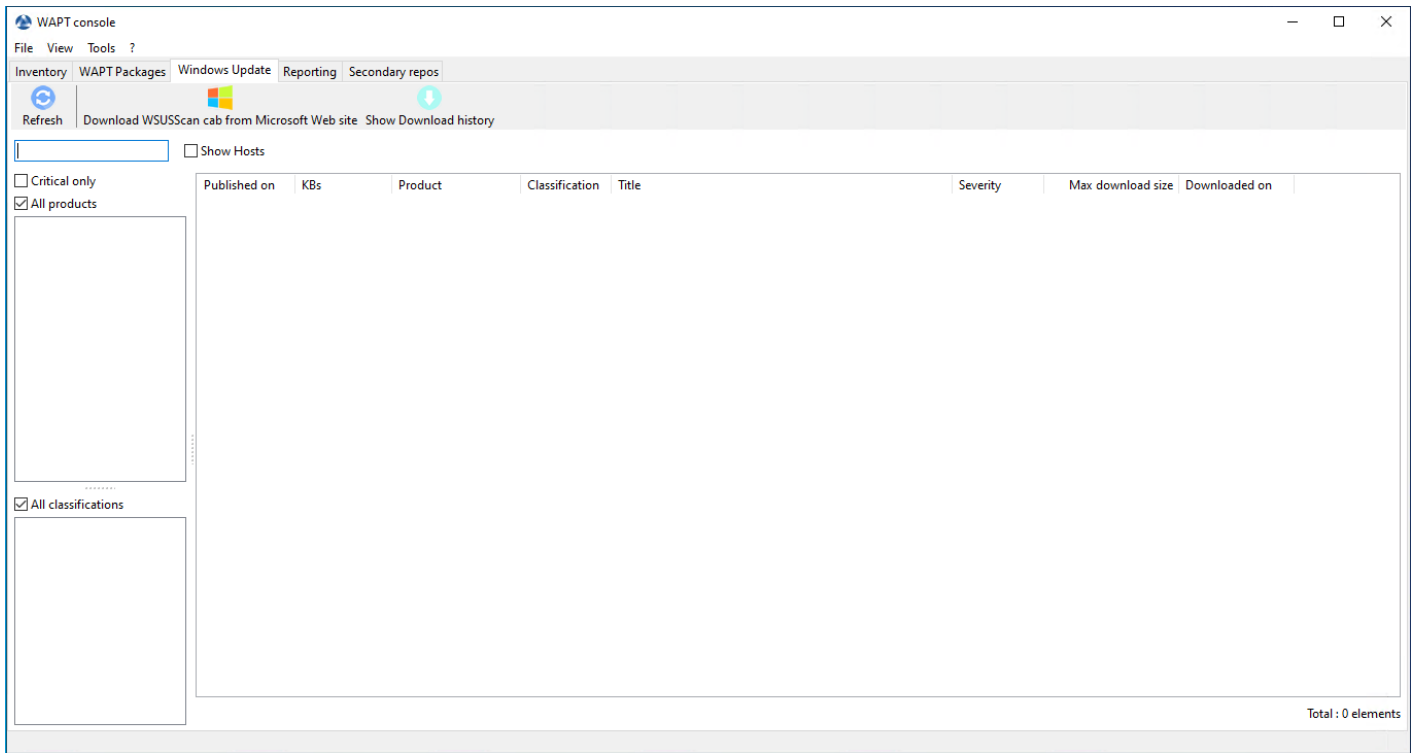 WAPT console
File View Tools ?
Inventory WAPT Packages Windows Update Reporting Secondary repos
Refresh Download WSUSScan cab from Microsoft Web site Show Download history
Show Hosts
Critical only
All products
Published on KBs Product Classification Title Severity Max download size Downloaded on
All classifications
Total : 0 elements